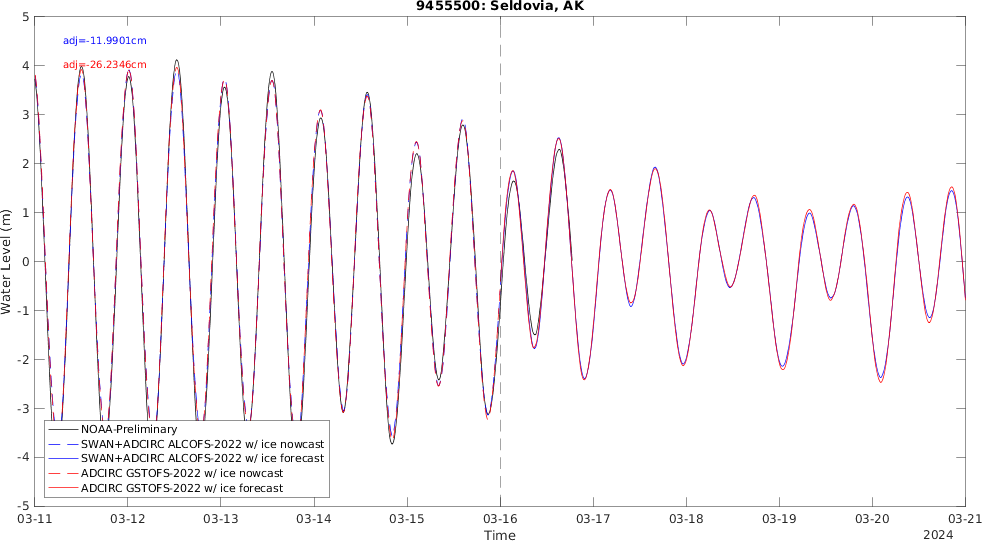 9455500: Seldovia, AK
adj=-11.9901cm
adj=-26.2346cm
5
4
3
2
1
0
-1
-2
-3
-4
-5
Water Level (m)
NOAA-Preliminary
SWAN+ADCIRC ALCOFS-2022 w/ ice nowcast
SWAN+ADCIRC ALCOFS-2022 w/ ice forecast
ADCIRC GSTOFS-2022 w/ ice nowcast
ADCIRC GSTOFS-2022 w/ ice forecast
03-11 03-12 03-13 03-14 03-15 03-16 03-17 03-18 03-19 03-20 03-21
Time
2024